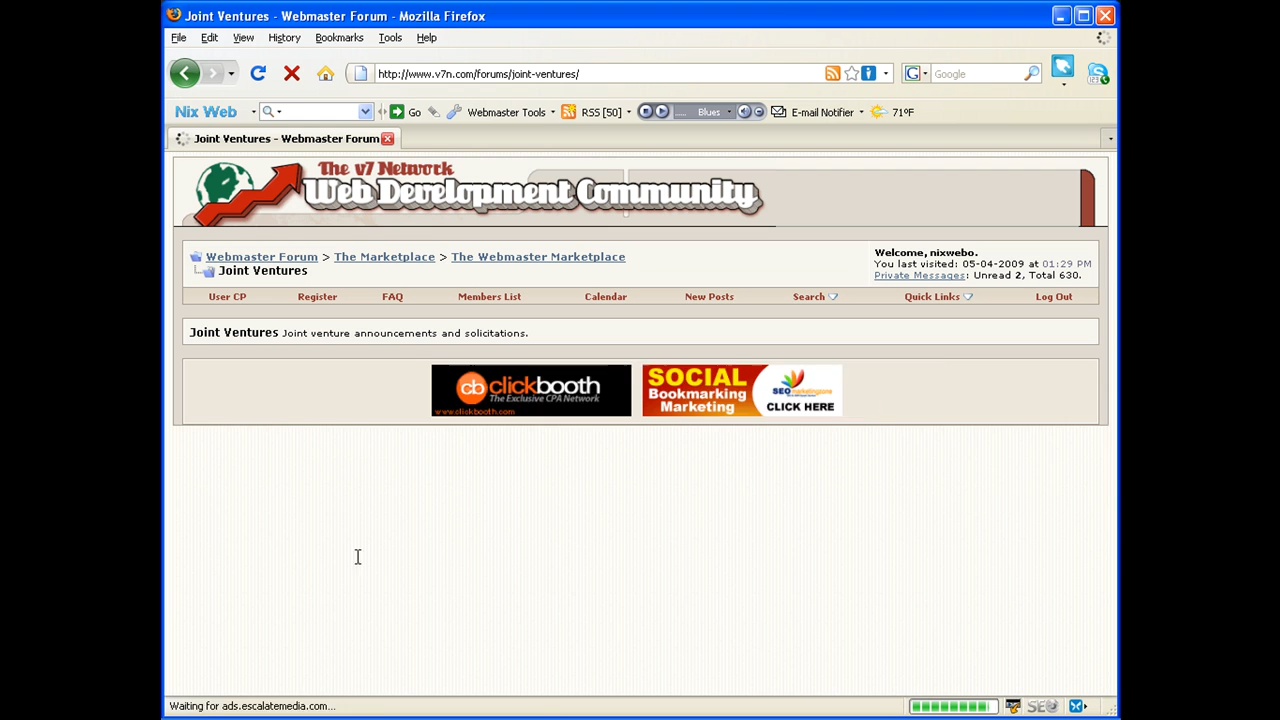 Joint Ventures - Webmaster Forum - Mozilla Firefox
File Edit View History Bookmarks Tools Help
http://www.v7n.com/forums/joint-ventures/
Google
Nix Web Go Webmaster Tools RSS [50] Blues E-mail Notifier 71°F
Joint Ventures - Webmaster Forum
The v7 Network
Web Development Community
Webmaster Forum > The Marketplace > The Webmaster Marketplace
Joint Ventures
Welcome, nixwebo.
You last visited: 05-04-2009 at 01:29 PM
Private Messages: Unread 2, Total 630.
User CP Register FAQ Members List Calendar New Posts Search Quick Links Log Out
Joint Ventures Joint venture announcements and solicitations.
cb clickbooth
The Exclusive CPA Network
www.clickbooth.com
SOCIAL
Bookmarking
Marketing
CLICK HERE
Waiting for ads.escalatemedia.com...
SEO